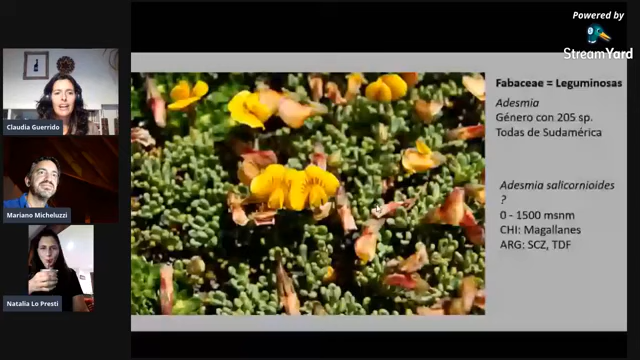 Powered by
StreamYard
Claudia Guerrido
Mariano Micheluzzi
Natalia Lo Presti
Fabaceae = Leguminosas
Adesmia
Género con 205 sp.
Todas de Sudamérica
Adesmia salicornioides
?
0 - 1500 msnm
CHI: Magallanes
ARG: SCZ, TDF